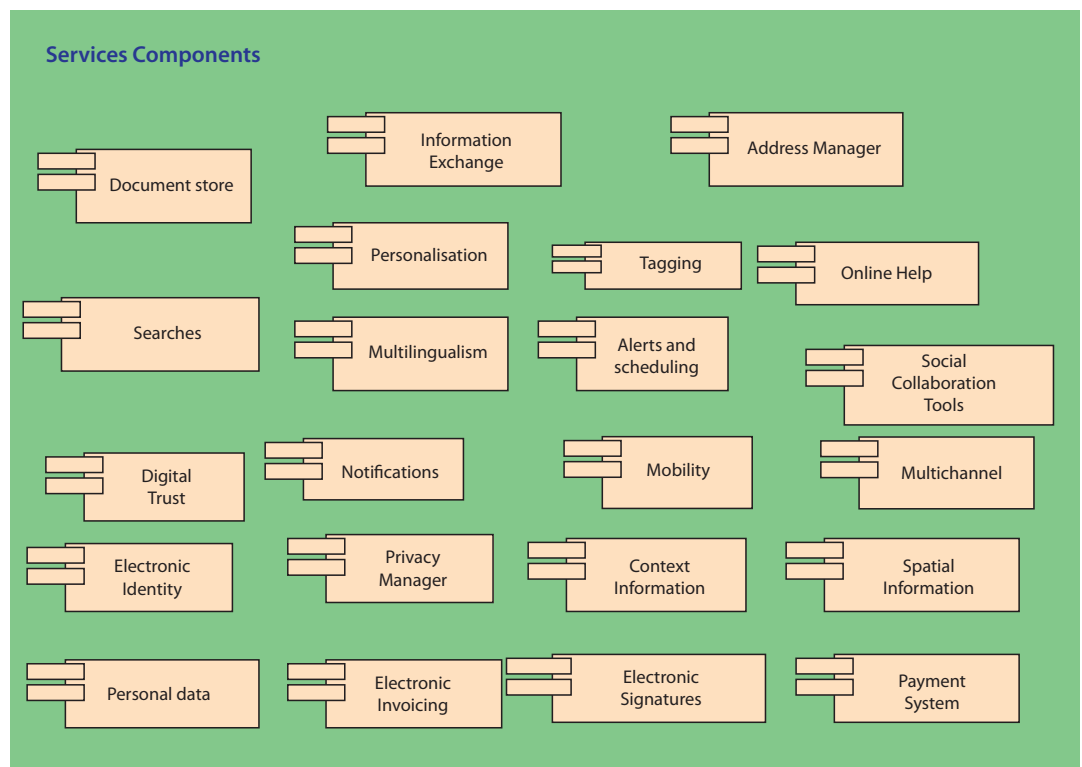 Services Components
Information
Exchange
Address Manager
Document store
Personalisation
Tagging
Online Help
Searches
Multilingualism
Alerts and
scheduling
Social
Collaboration
Tools
Digital
Trust
Notifications
Mobility
Multichannel
Electronic
Identity
Privacy
Manager
Context
Information
Spatial
Information
Personal data
Electronic
Invoicing
Electronic
Signatures
Payment
System